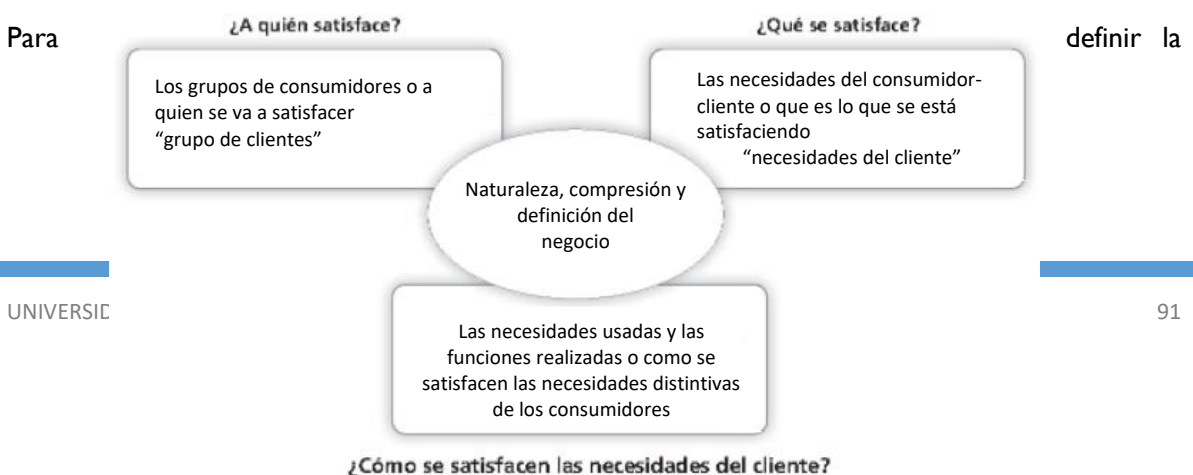 Para
definir la
¿A quién satisface?
¿Qué se satisface?
Los grupos de consumidores o a
quien se va a satisfacer
“grupo de clientes”
Las necesidades del consumidor-
cliente o que es lo que se está
satisfaciendo
“necesidades del cliente”
Naturaleza, compresión y
definición del
negocio
UNIVERSID
91
Las necesidades usadas y las
funciones realizadas o como se
satisfacen las necesidades distintivas
de los consumidores
¿Cómo se satisfacen las necesidades del cliente?